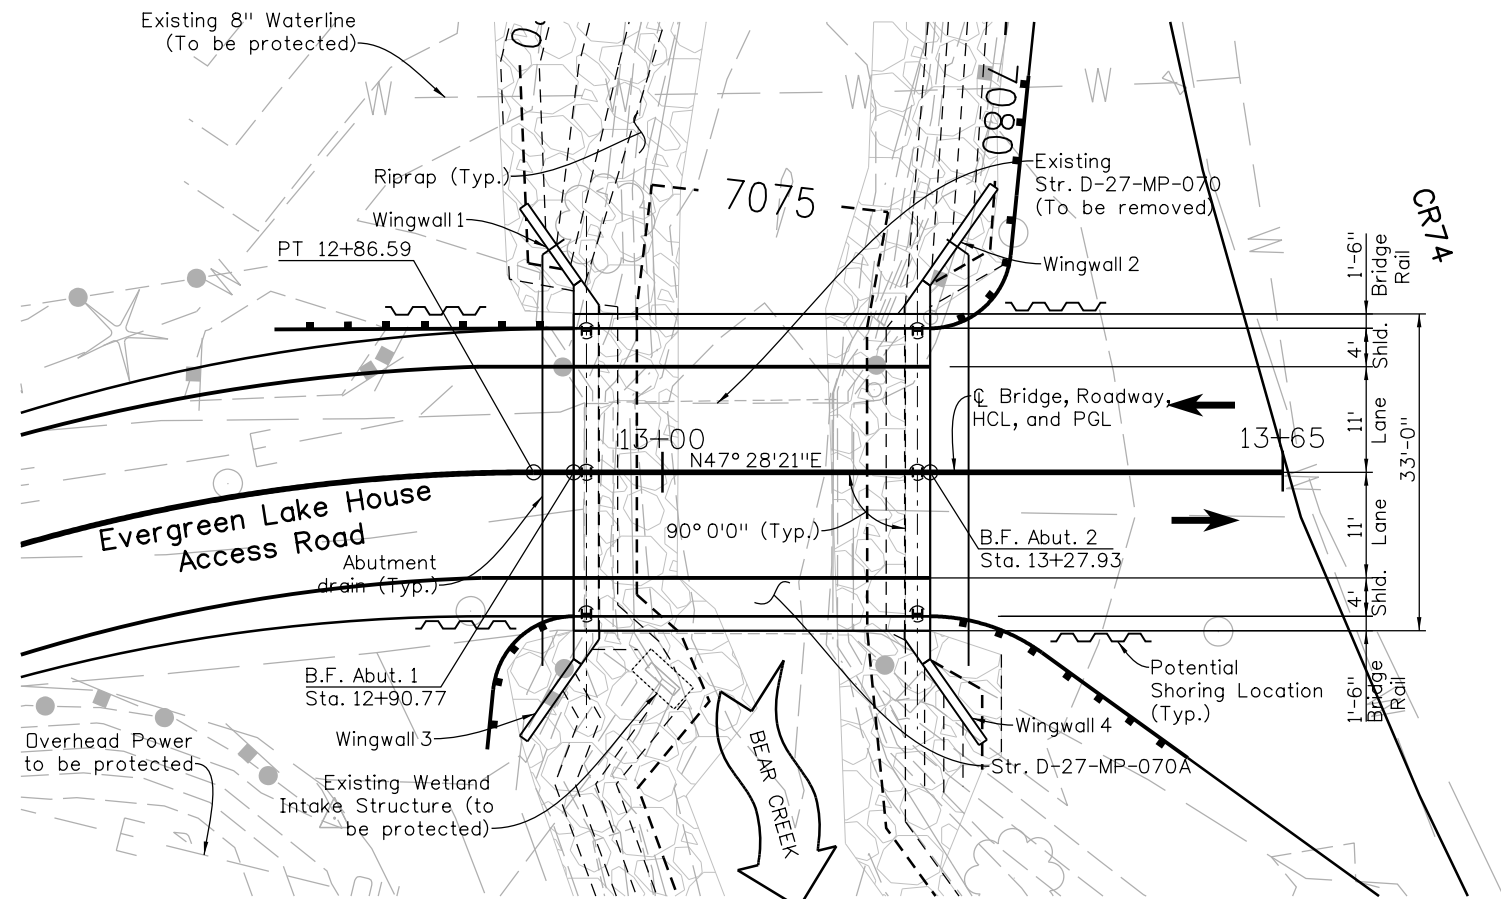 Existing 8" Waterline
(To be protected)
W
W
W
W
W
0
7080
Riprap (Typ.)
Wingwall 1
PT 12+86.59
7075
Existing
Str. D-27-MP-070
(To be removed)
Wingwall 2
CR74
1'-6"
Bridge
Rail
4'
Shld.
11'
Lane
33'-0"
11'
Lane
4'
Shld.
1'-6"
Bridge
Rail
℄ Bridge, Roadway,
HCL, and PGL
13+00
13+65
N47° 28'21"E
E
Evergreen Lake House
Access Road
90° 0'0" (Typ.)
Abutment
drain (Typ.)
B.F. Abut. 2
Sta. 13+27.93
B.F. Abut. 1
Sta. 12+90.77
Potential
Shoring Location
(Typ.)
Wingwall 3
Wingwall 4
Overhead Power
to be protected
Str. D-27-MP-070A
Existing Wetland
Intake Structure (to
be protected)
BEAR CREEK
E